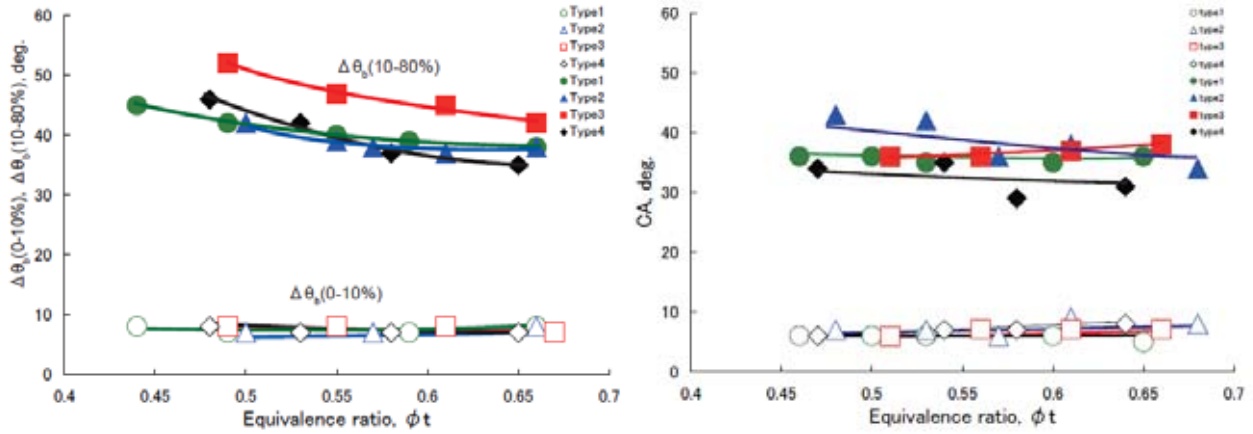 60
50
40
30
20
10
0
0.4 0.45 0.5 0.55 0.6 0.65 0.7
Δθb(0-10%), Δθb(10-80%), deg.
Equivalence ratio, ϕt
Δθb(10-80%)
Δθb(0-10%)
Type1
Type2
Type3
Type4
Type1
Type2
Type3
Type4
60
50
40
30
20
10
0
0.4 0.45 0.5 0.55 0.6 0.65 0.7
CA, deg.
Equivalence ratio, ϕt
type1
type2
type3
type4
type1
type2
type3
type4